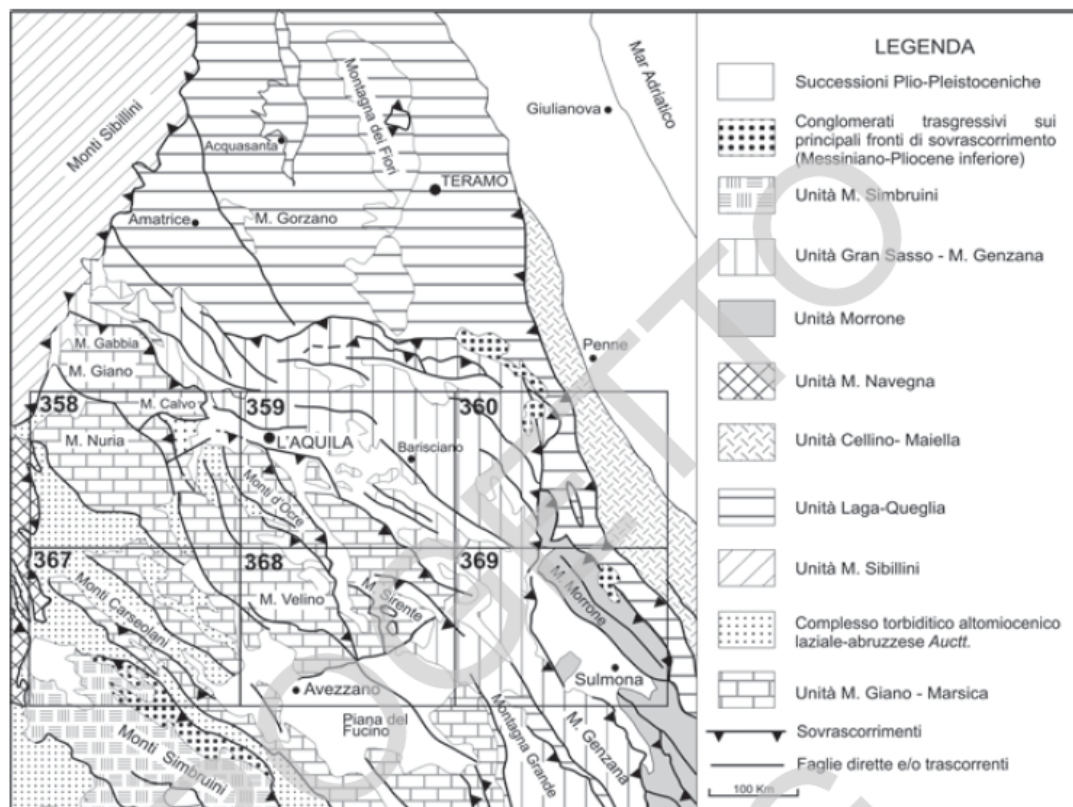 Monti Sibillini
Acquasanta
Montagna dei Fiori
Giulianova
Mar Adriatico
TERAMO
Amatrice
M. Gorzano
Penne
M. Gabbia
M. Giano
358
M. Calvo
359
360
M. Nuria
L'AQUILA
Barisciano
Monti d'Ocre
367
368
369
Monti Carseolani
M. Velino
M. Sirente
M. Morrone
Sulmona
Avezzano
Piana del
Fucino
Montagna Grande
M. Genzana
Monti Simbruini
LEGENDA
Successioni Plio-Pleistoceniche
Conglomerati trasgressivi sui
principali fronti di sovrascorrimento
(Messiniano-Pliocene inferiore)
Unità M. Simbruini
Unità Gran Sasso - M. Genzana
Unità Morrone
Unità M. Navegna
Unità Cellino- Maiella
Unità Laga-Queglia
Unità M. Sibillini
Complesso torbiditico altomiocenico
laziale-abruzzese Auctt.
Unità M. Giano - Marsica
Sovrascorrimenti
Faglie dirette e/o trascorrenti
100 Km